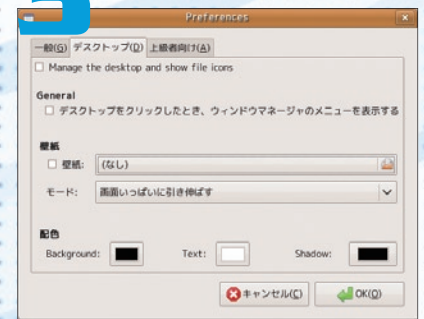 5
Preferences
一般(G) デスクトップ(D) 上級者向け(A)
Manage the desktop and show file icons
General
デスクトップをクリックしたとき、ウィンドウマネージャのメニューを表示する
壁紙
壁紙: (なし)
モード: 画面いっぱいに引き伸ばす
配色
Background: Text: Shadow:
キャンセル(C) OK(O)